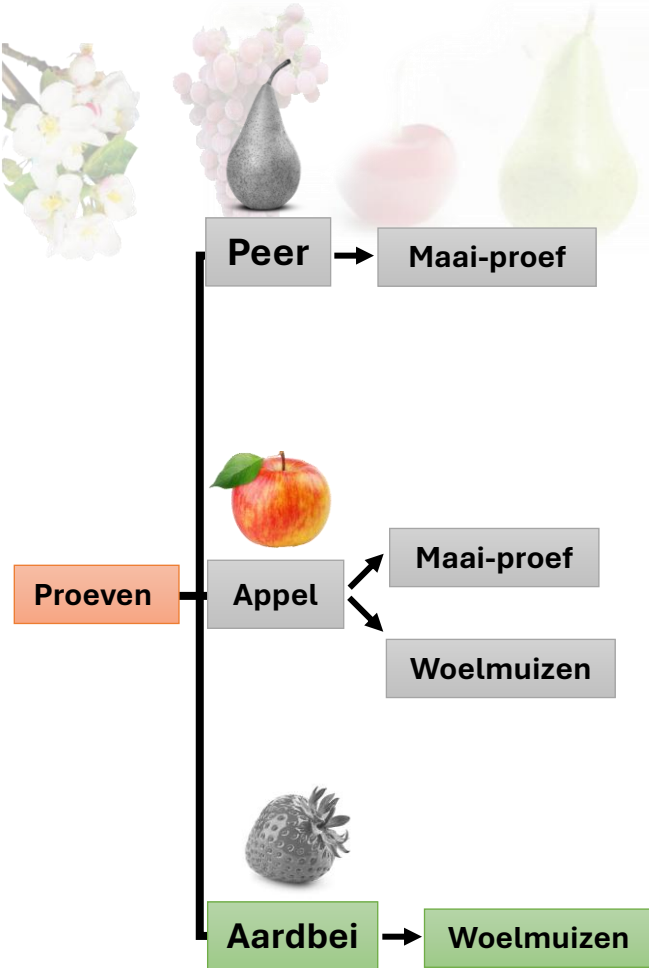 Peer
Maai-proef
Maai-proef
Proeven
Appel
Woelmuizen
Aardbei
Woelmuizen